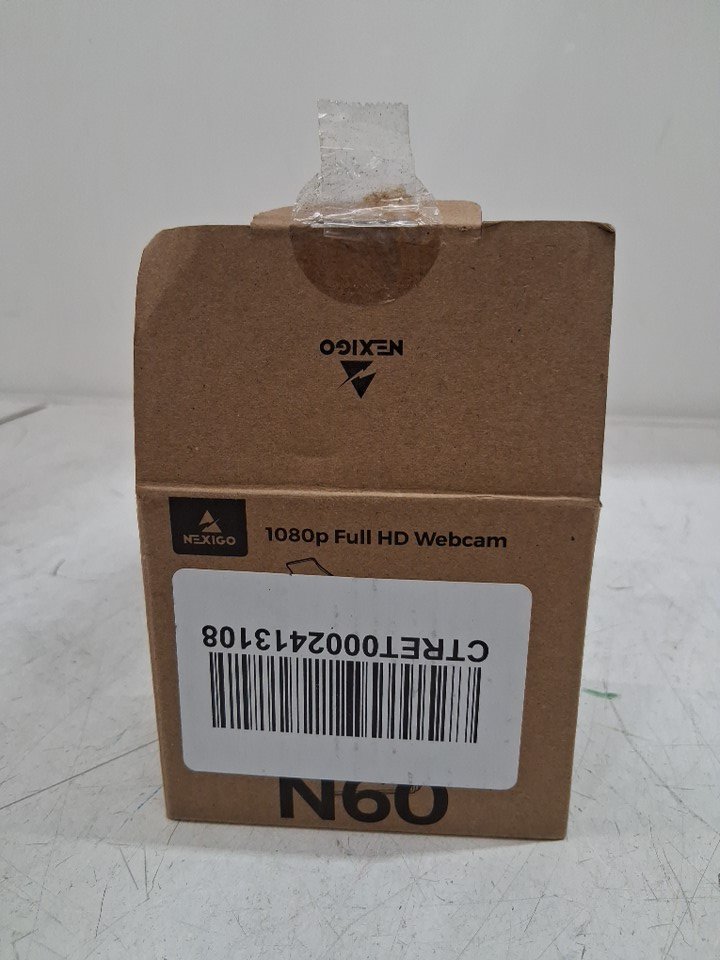 NEXIGO
NEXIGO
1080p Full HD Webcam
CTRET0002413108
N60